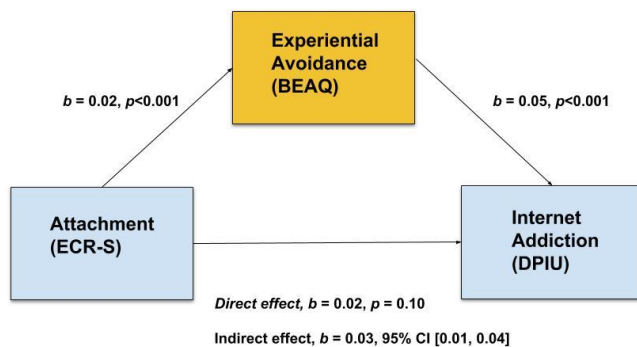 Experiential
Avoidance
(BEAQ)
b = 0.02, p<0.001
b = 0.05, p<0.001
Attachment
(ECR-S)
Internet
Addiction
(DPIU)
Direct effect, b = 0.02, p = 0.10
Indirect effect, b = 0.03, 95% CI [0.01, 0.04]